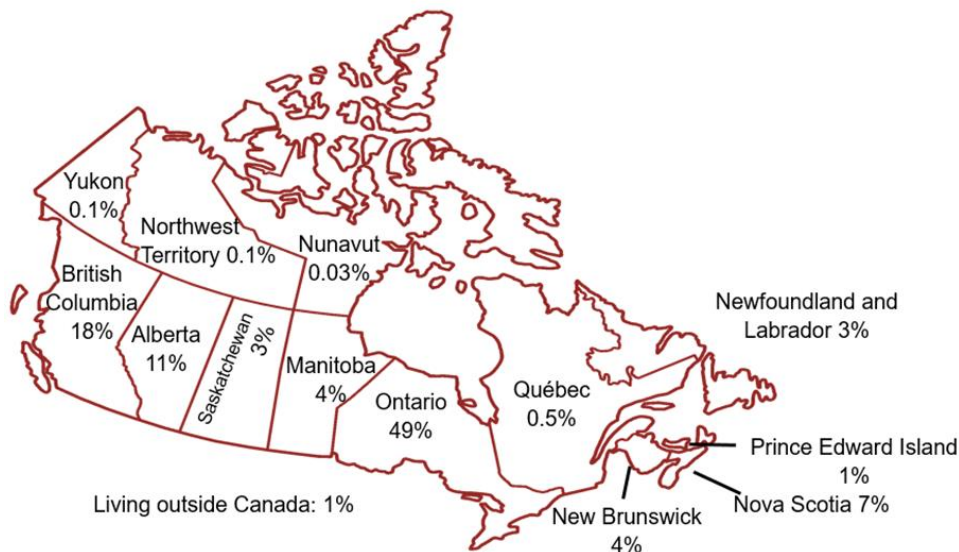 Yukon
0.1%
Northwest
Territory 0.1%
Nunavut
0.03%
British
Columbia
18%
Alberta
11%
Saskatchewan
3%
Manitoba
4%
Ontario
49%
Québec
0.5%
Newfoundland and
Labrador 3%
Prince Edward Island
1%
Nova Scotia 7%
New Brunswick
4%
Living outside Canada: 1%